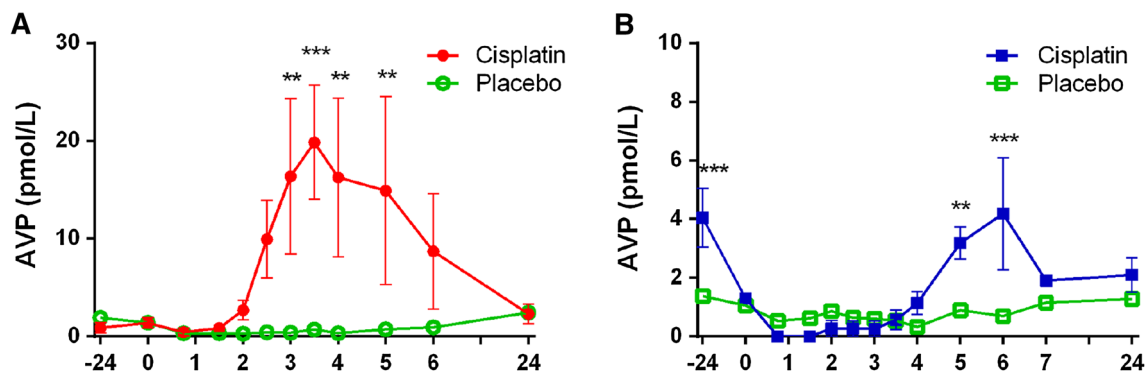 A
AVP (pmol/L)
30
20
10
0
***
** ** **
Cisplatin
Placebo
-24 0 1 2 3 4 5 6 24
B
AVP (pmol/L)
10
8
6
4
2
0
Cisplatin
Placebo
***
***
**
-24 0 1 2 3 4 5 6 7 24